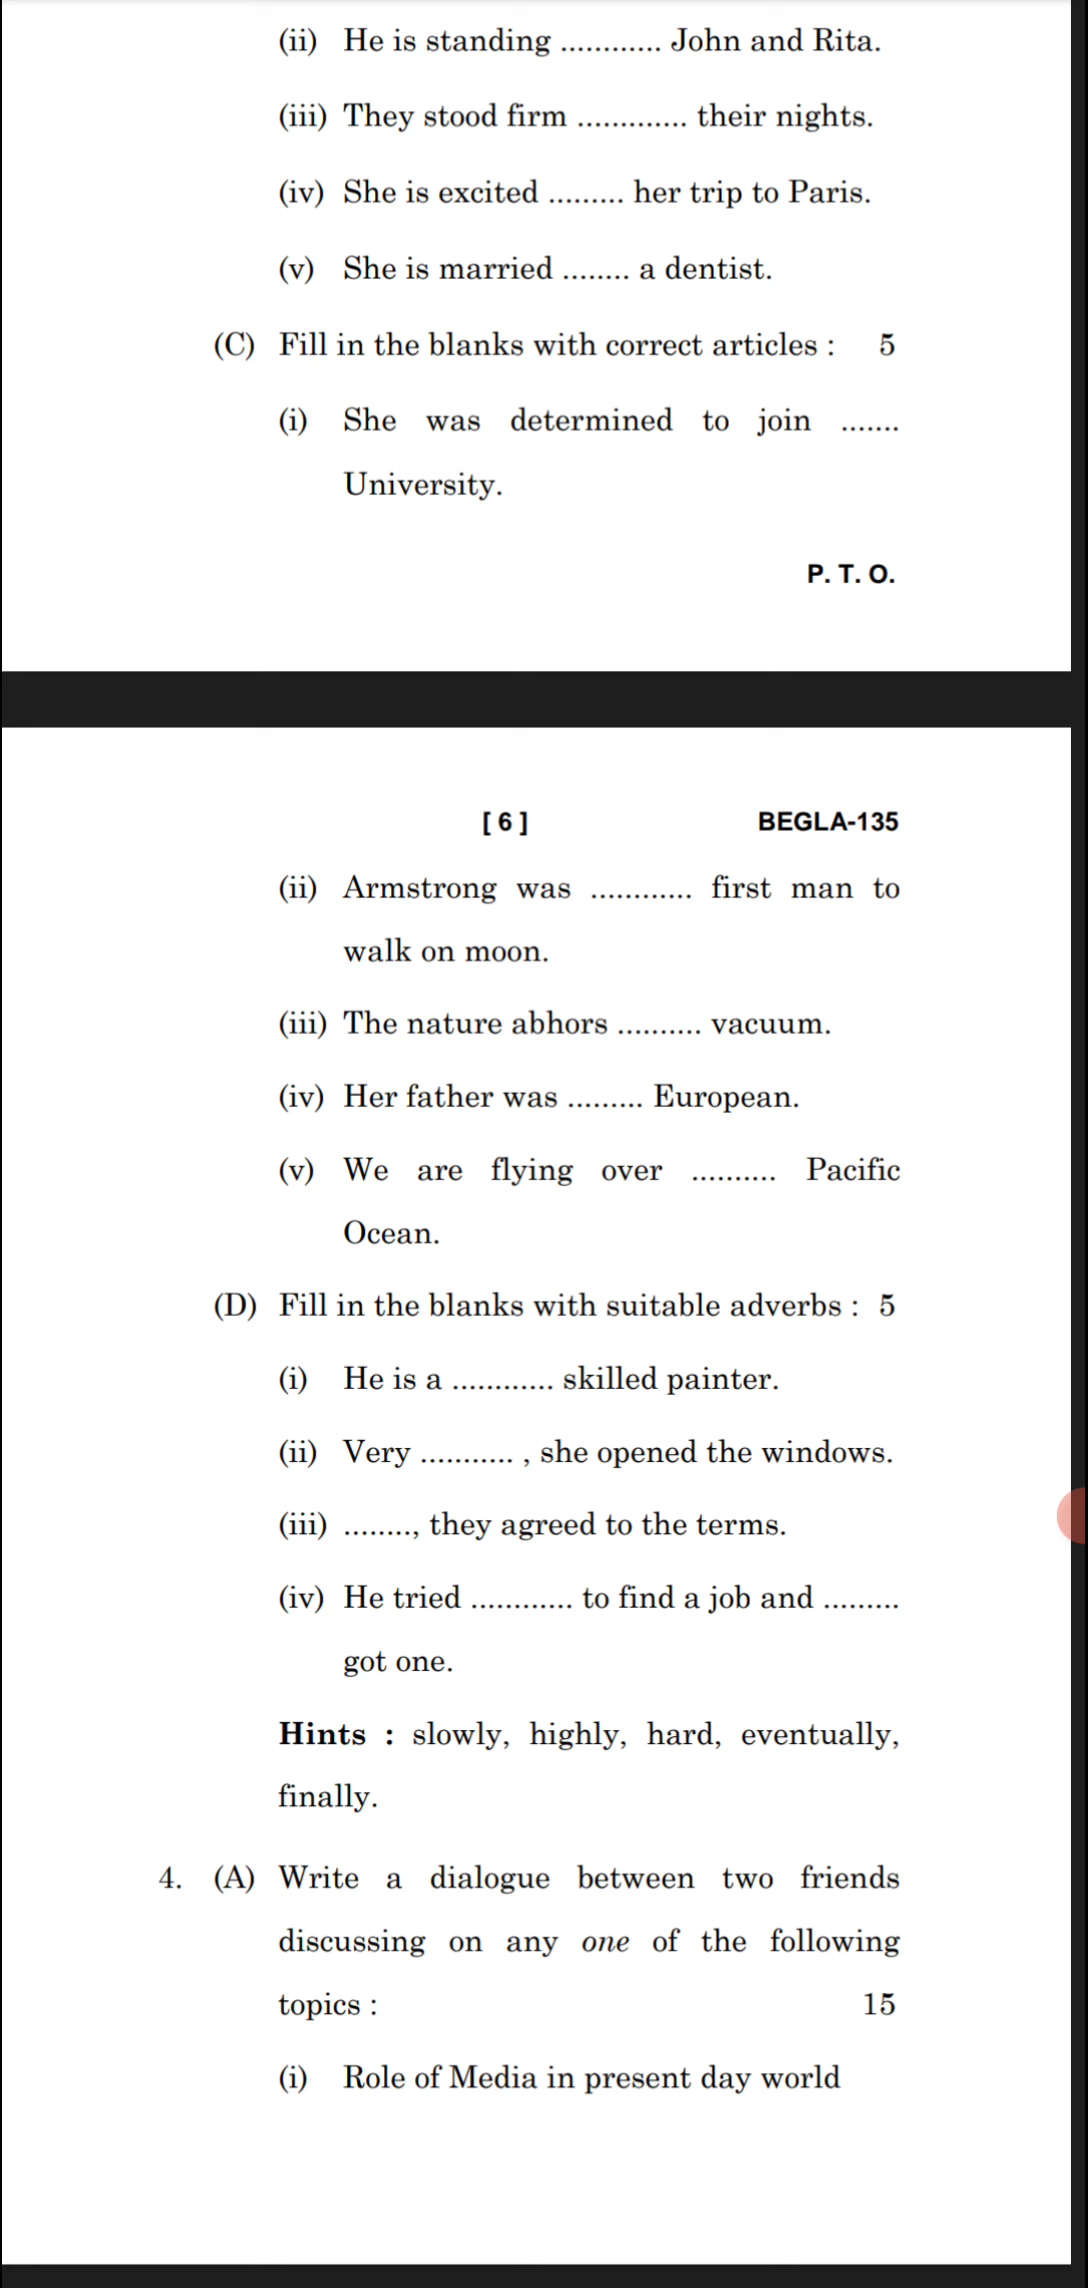 (ii) He is standing ............ John and Rita.
(iii) They stood firm ............. their nights.
(iv) She is excited ......... her trip to Paris.
(v) She is married ........ a dentist.
(C) Fill in the blanks with correct articles : 5
(i) She was determined to join .......
University.
P. T. O.
[ 6 ] BEGLA-135
(ii) Armstrong was ............ first man to
walk on moon.
(iii) The nature abhors .......... vacuum.
(iv) Her father was ......... European.
(v) We are flying over .......... Pacific
Ocean.
(D) Fill in the blanks with suitable adverbs : 5
(i) He is a ............ skilled painter.
(ii) Very ........... , she opened the windows.
(iii) ........, they agreed to the terms.
(iv) He tried ............ to find a job and .........
got one.
Hints : slowly, highly, hard, eventually,
finally.
4. (A) Write a dialogue between two friends
discussing on any one of the following
topics : 15
(i) Role of Media in present day world